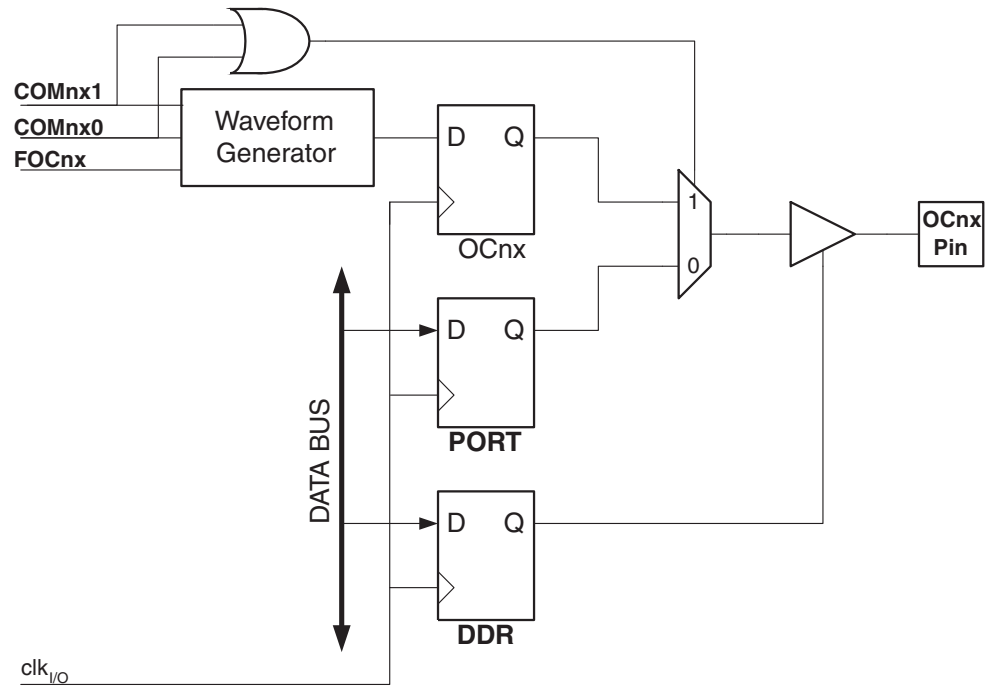 COMnx1
COMnx0
FOCnx
Waveform
Generator
D Q
OCnx
1
0
OCnx
Pin
D Q
PORT
DATA BUS
D Q
DDR
clkI/O